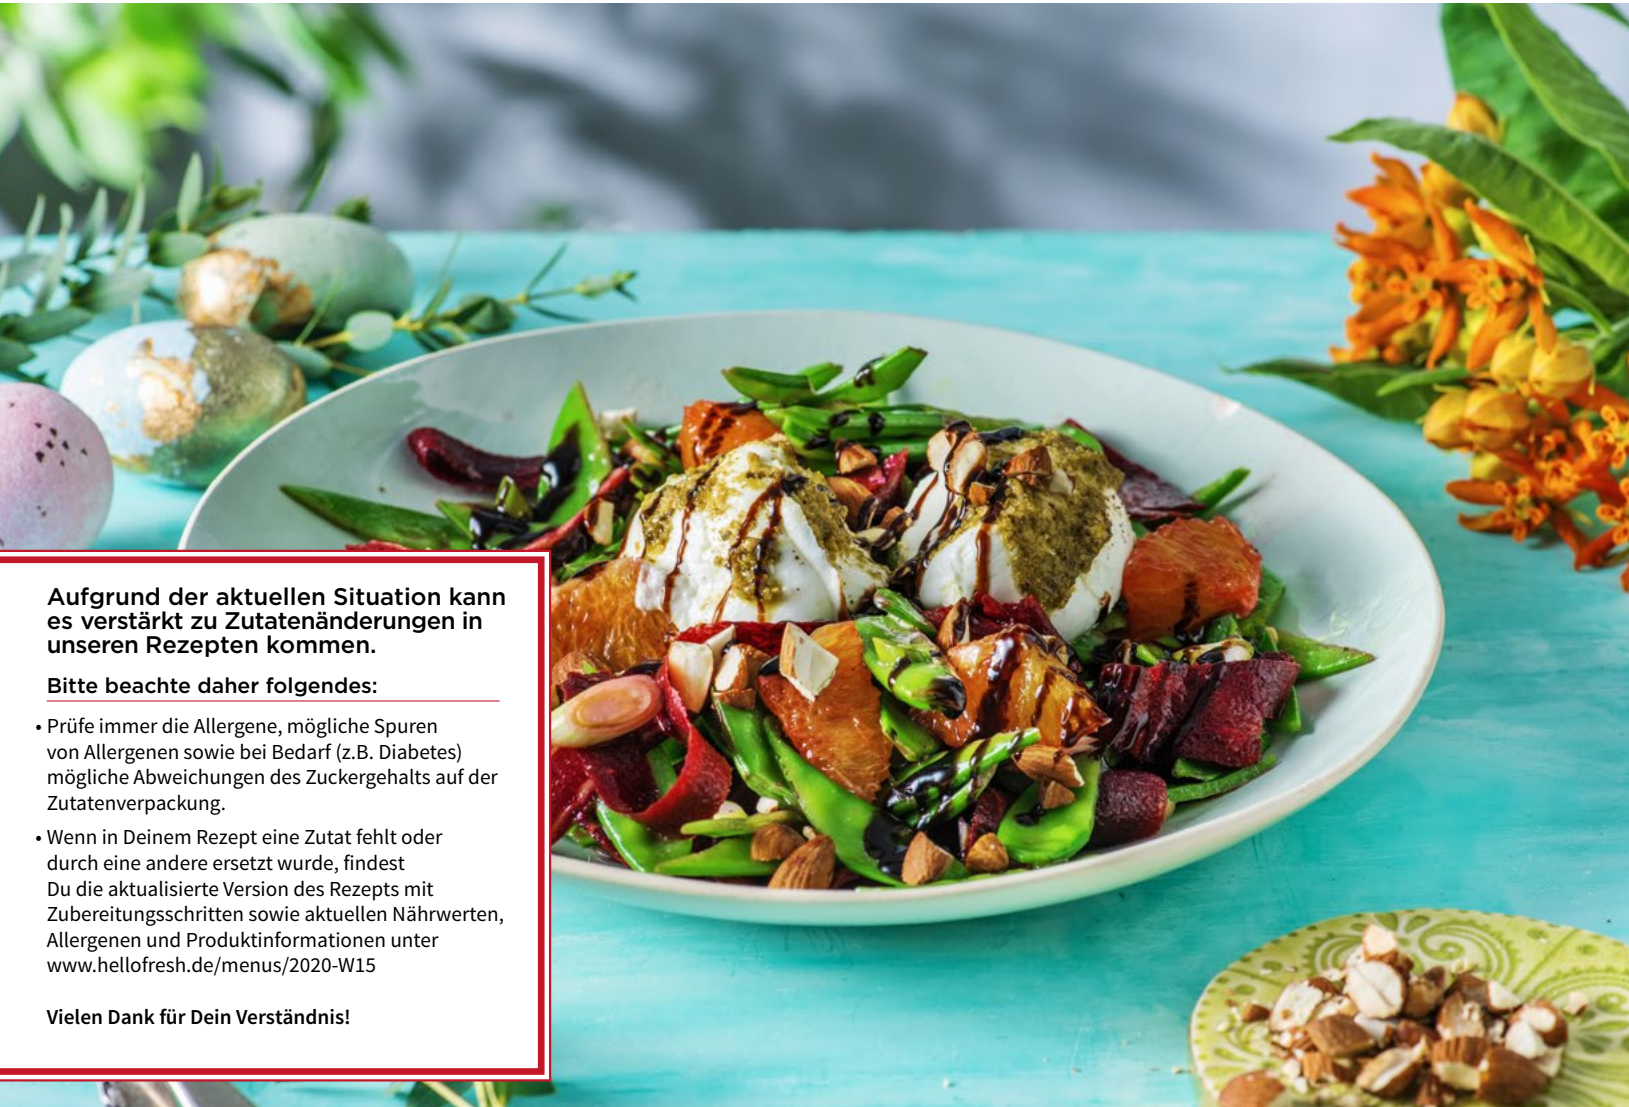 Aufgrund der aktuellen Situation kann
es verstärkt zu Zutatenänderungen in
unseren Rezepten kommen.
Bitte beachte daher folgendes:
• Prüfe immer die Allergene, mögliche Spuren
von Allergenen sowie bei Bedarf (z.B. Diabetes)
mögliche Abweichungen des Zuckergehalts auf der
Zutatenverpackung.
• Wenn in Deinem Rezept eine Zutat fehlt oder
durch eine andere ersetzt wurde, findest
Du die aktualisierte Version des Rezepts mit
Zubereitungsschritten sowie aktuellen Nährwerten,
Allergenen und Produktinformationen unter
www.hellofresh.de/menus/2020-W15
Vielen Dank für Dein Verständnis!